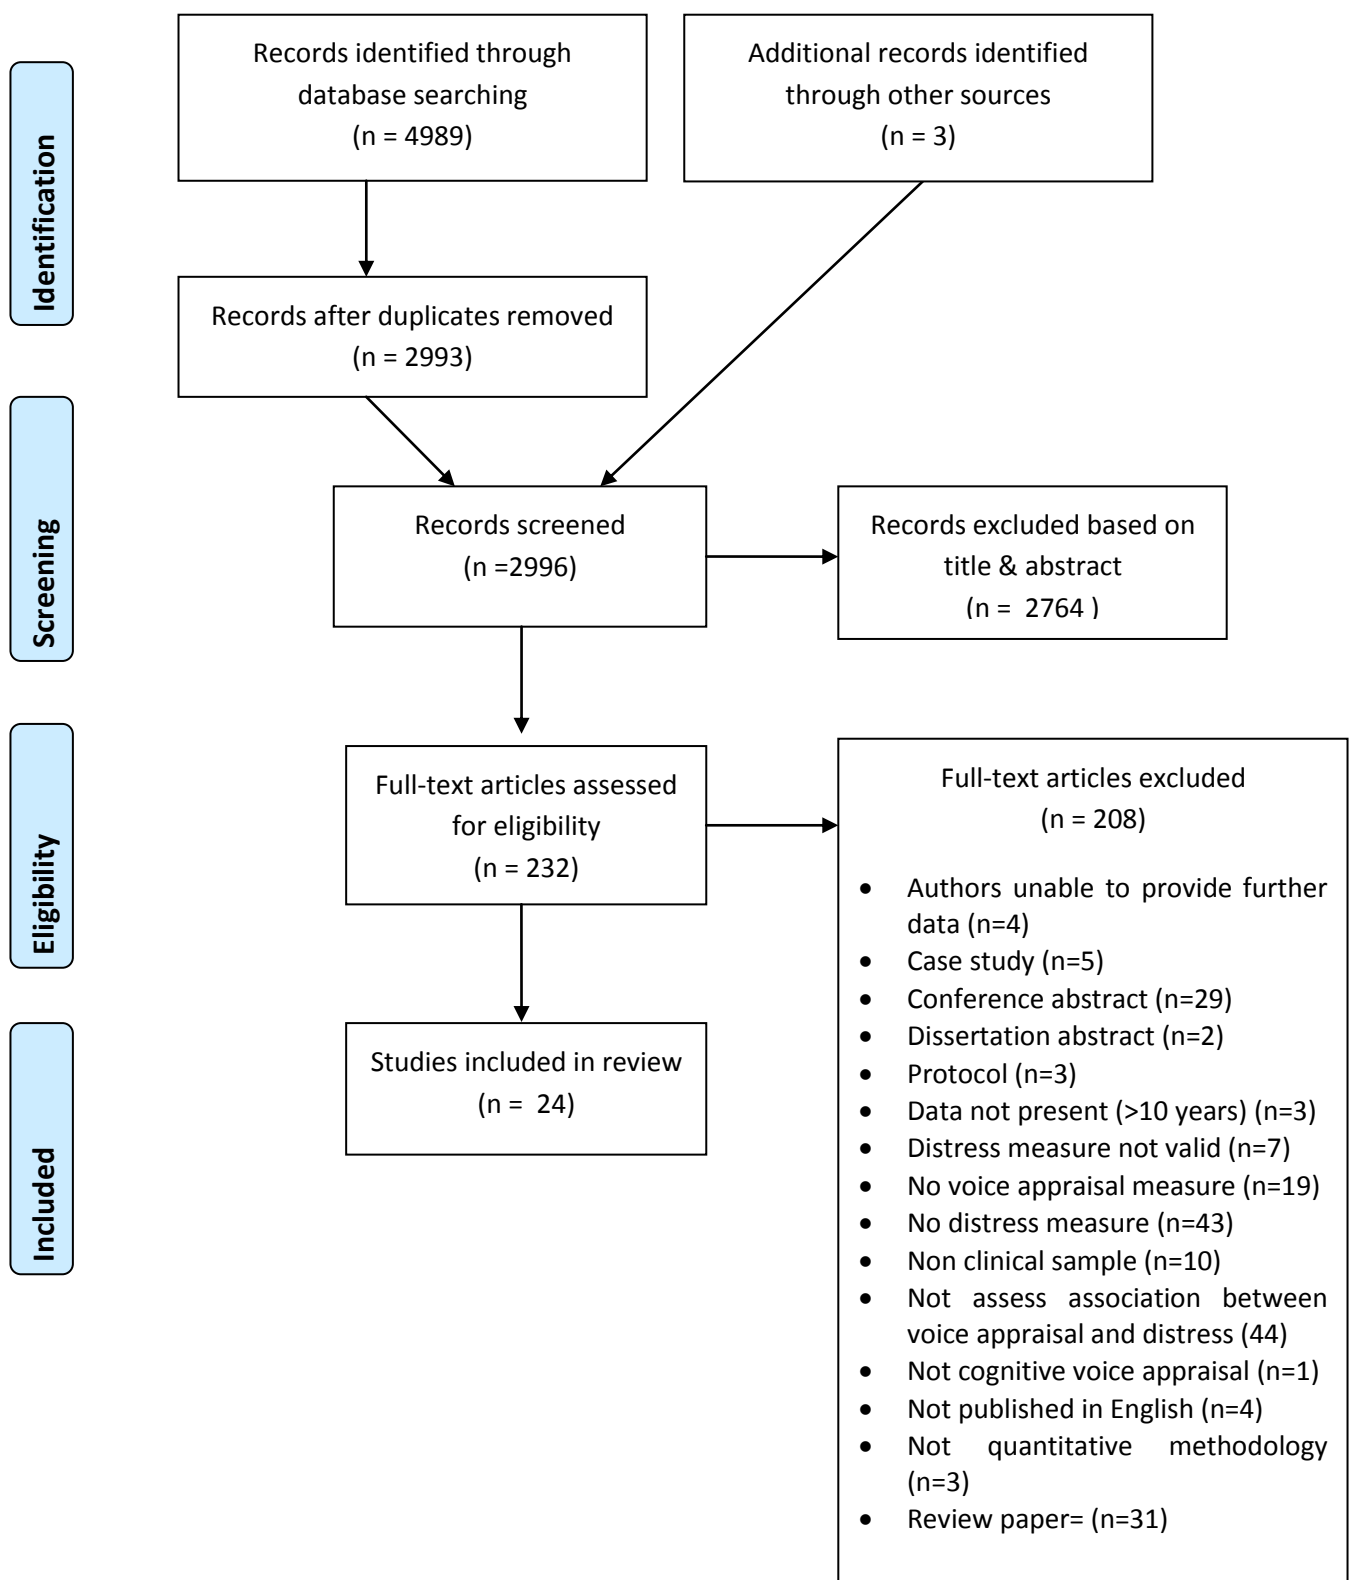 Identification
Records identified through
database searching
(n = 4989)
Additional records identified
through other sources
(n = 3)
Records after duplicates removed
(n = 2993)
Screening
Records screened
(n =2996)
Records excluded based on
title & abstract
(n =  2764 )
Eligibility
Full-text articles assessed
for eligibility
(n = 232)
Full-text articles excluded
(n = 208)
• Authors unable to provide further
data (n=4)
• Case study (n=5)
• Conference abstract (n=29)
• Dissertation abstract (n=2)
• Protocol (n=3)
• Data not present (>10 years) (n=3)
• Distress measure not valid (n=7)
• No voice appraisal measure (n=19)
• No distress measure (n=43)
• Non clinical sample (n=10)
• Not assess association between
voice appraisal and distress (44)
• Not cognitive voice appraisal (n=1)
• Not published in English (n=4)
• Not quantitative methodology
(n=3)
• Review paper= (n=31)
Included
Studies included in review
(n =  24)